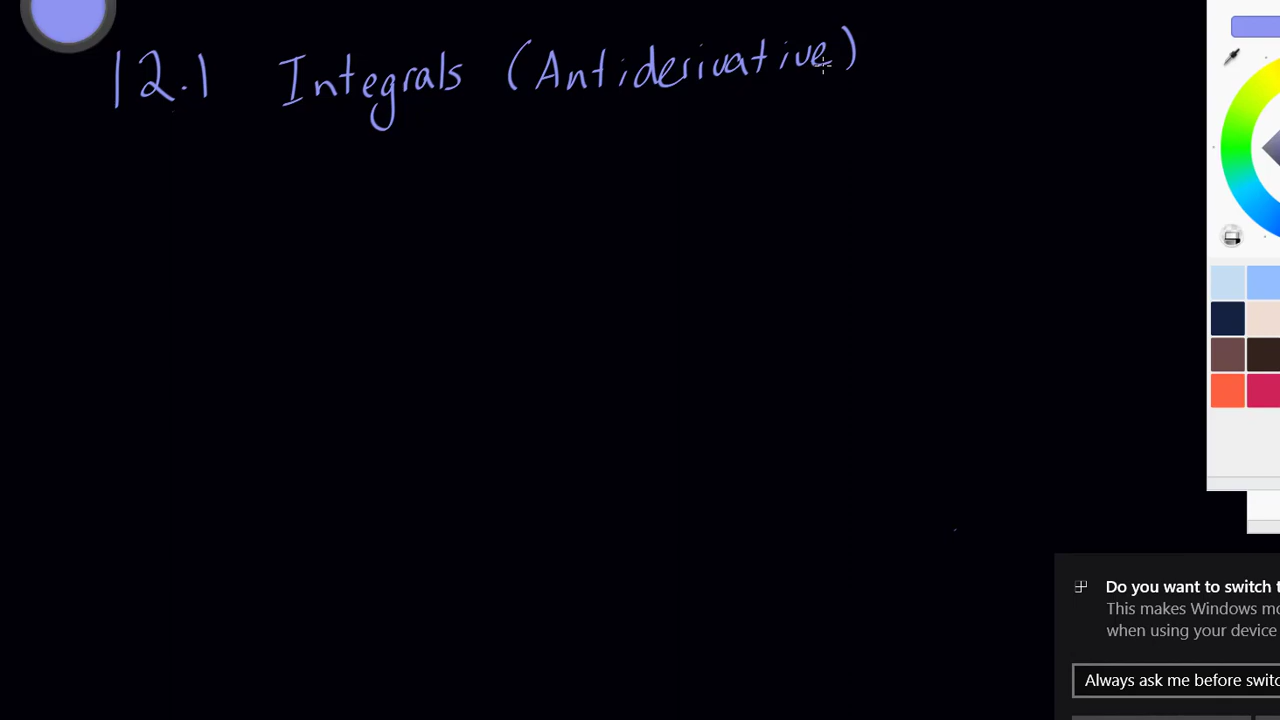 12.1 Integrals (Antiderivative)
Do you want to switch t
This makes Windows mo
when using your device
Always ask me before switc